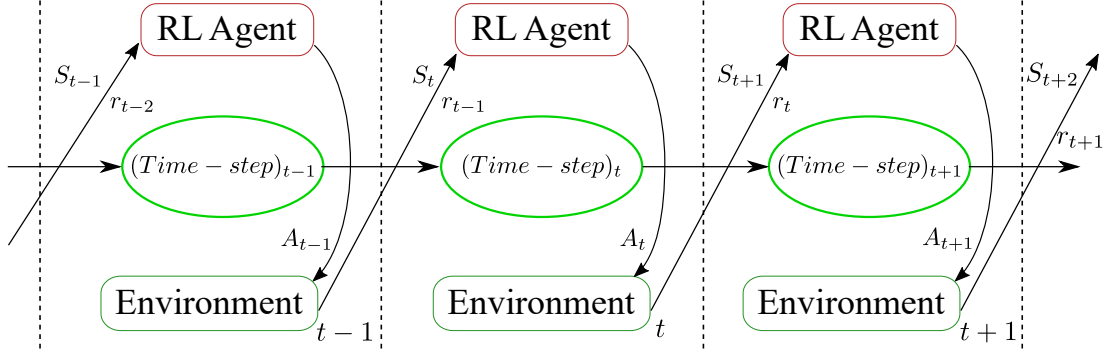 RL Agent
RL Agent
RL Agent
S_{t-1}
S_t
S_{t+1}
S_{t+2}
r_{t-2}
r_{t-1}
r_t
r_{t+1}
(Time − step)_{t-1}
(Time − step)_t
(Time − step)_{t+1}
A_{t-1}
A_t
A_{t+1}
Environment
Environment
Environment
t − 1
t
t + 1